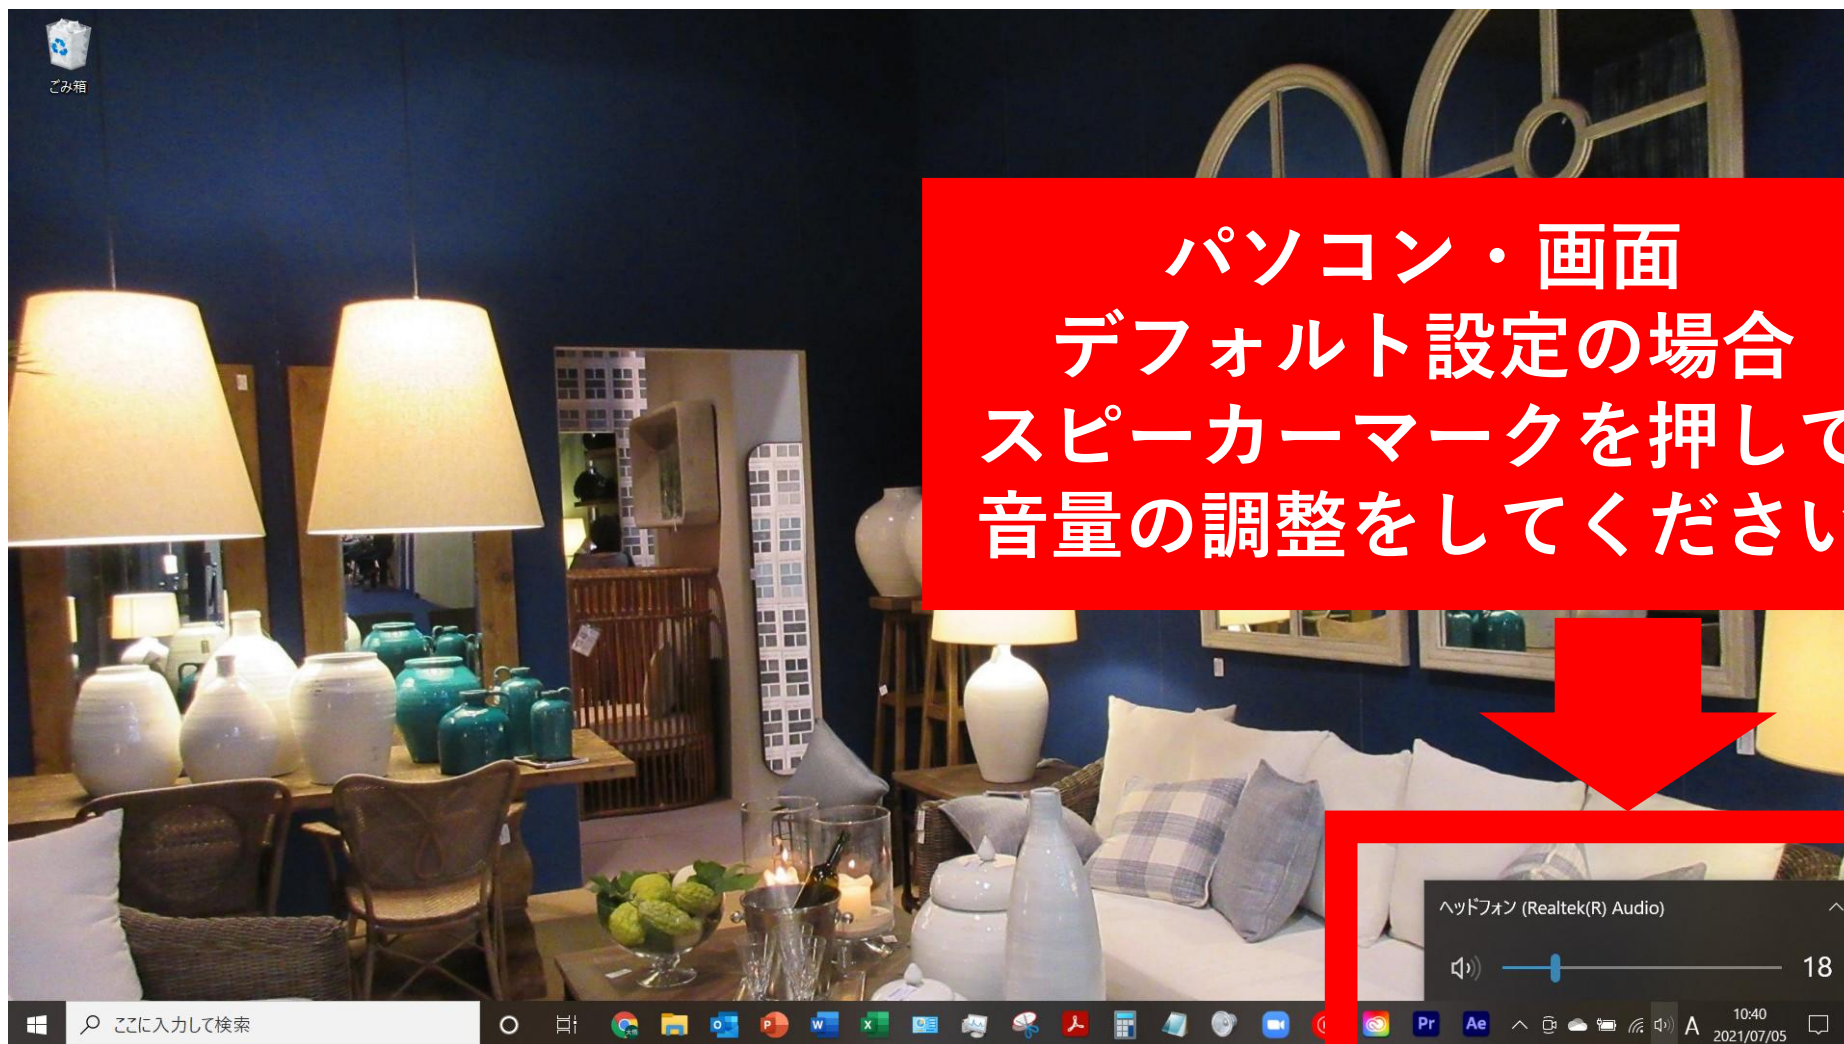 ごみ箱
パソコン・画面
デフォルト設定の場合
スピーカーマークを押して
音量の調整をしてください
ヘッドフォン (Realtek(R) Audio)
18
ここに入力して検索
Pr
Ae
A
10:40
2021/07/05